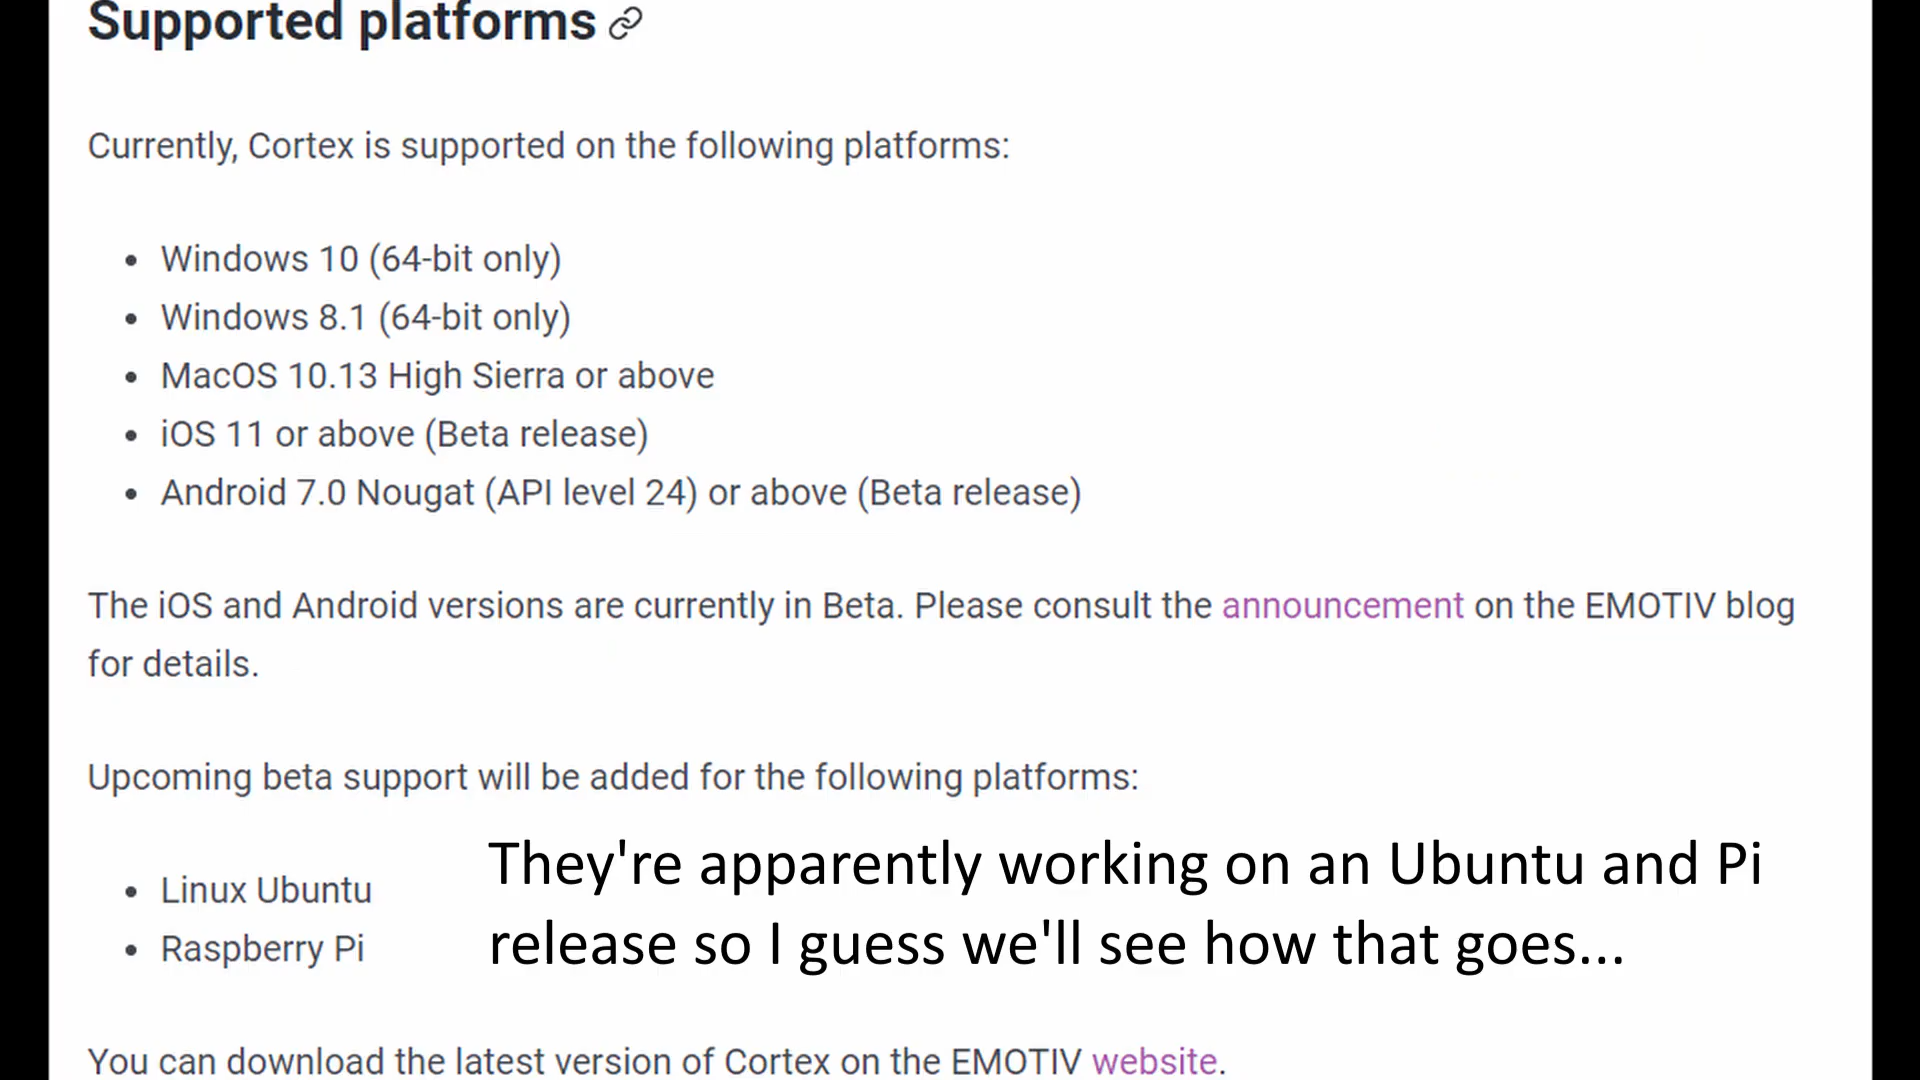 Supported platforms
Currently, Cortex is supported on the following platforms:
• Windows 10 (64-bit only)
• Windows 8.1 (64-bit only)
• MacOS 10.13 High Sierra or above
• iOS 11 or above (Beta release)
• Android 7.0 Nougat (API level 24) or above (Beta release)
The iOS and Android versions are currently in Beta. Please consult the announcement on the EMOTIV blog
for details.
Upcoming beta support will be added for the following platforms:
• Linux Ubuntu
• Raspberry Pi
They're apparently working on an Ubuntu and Pi
release so I guess we'll see how that goes...
You can download the latest version of Cortex on the EMOTIV website.